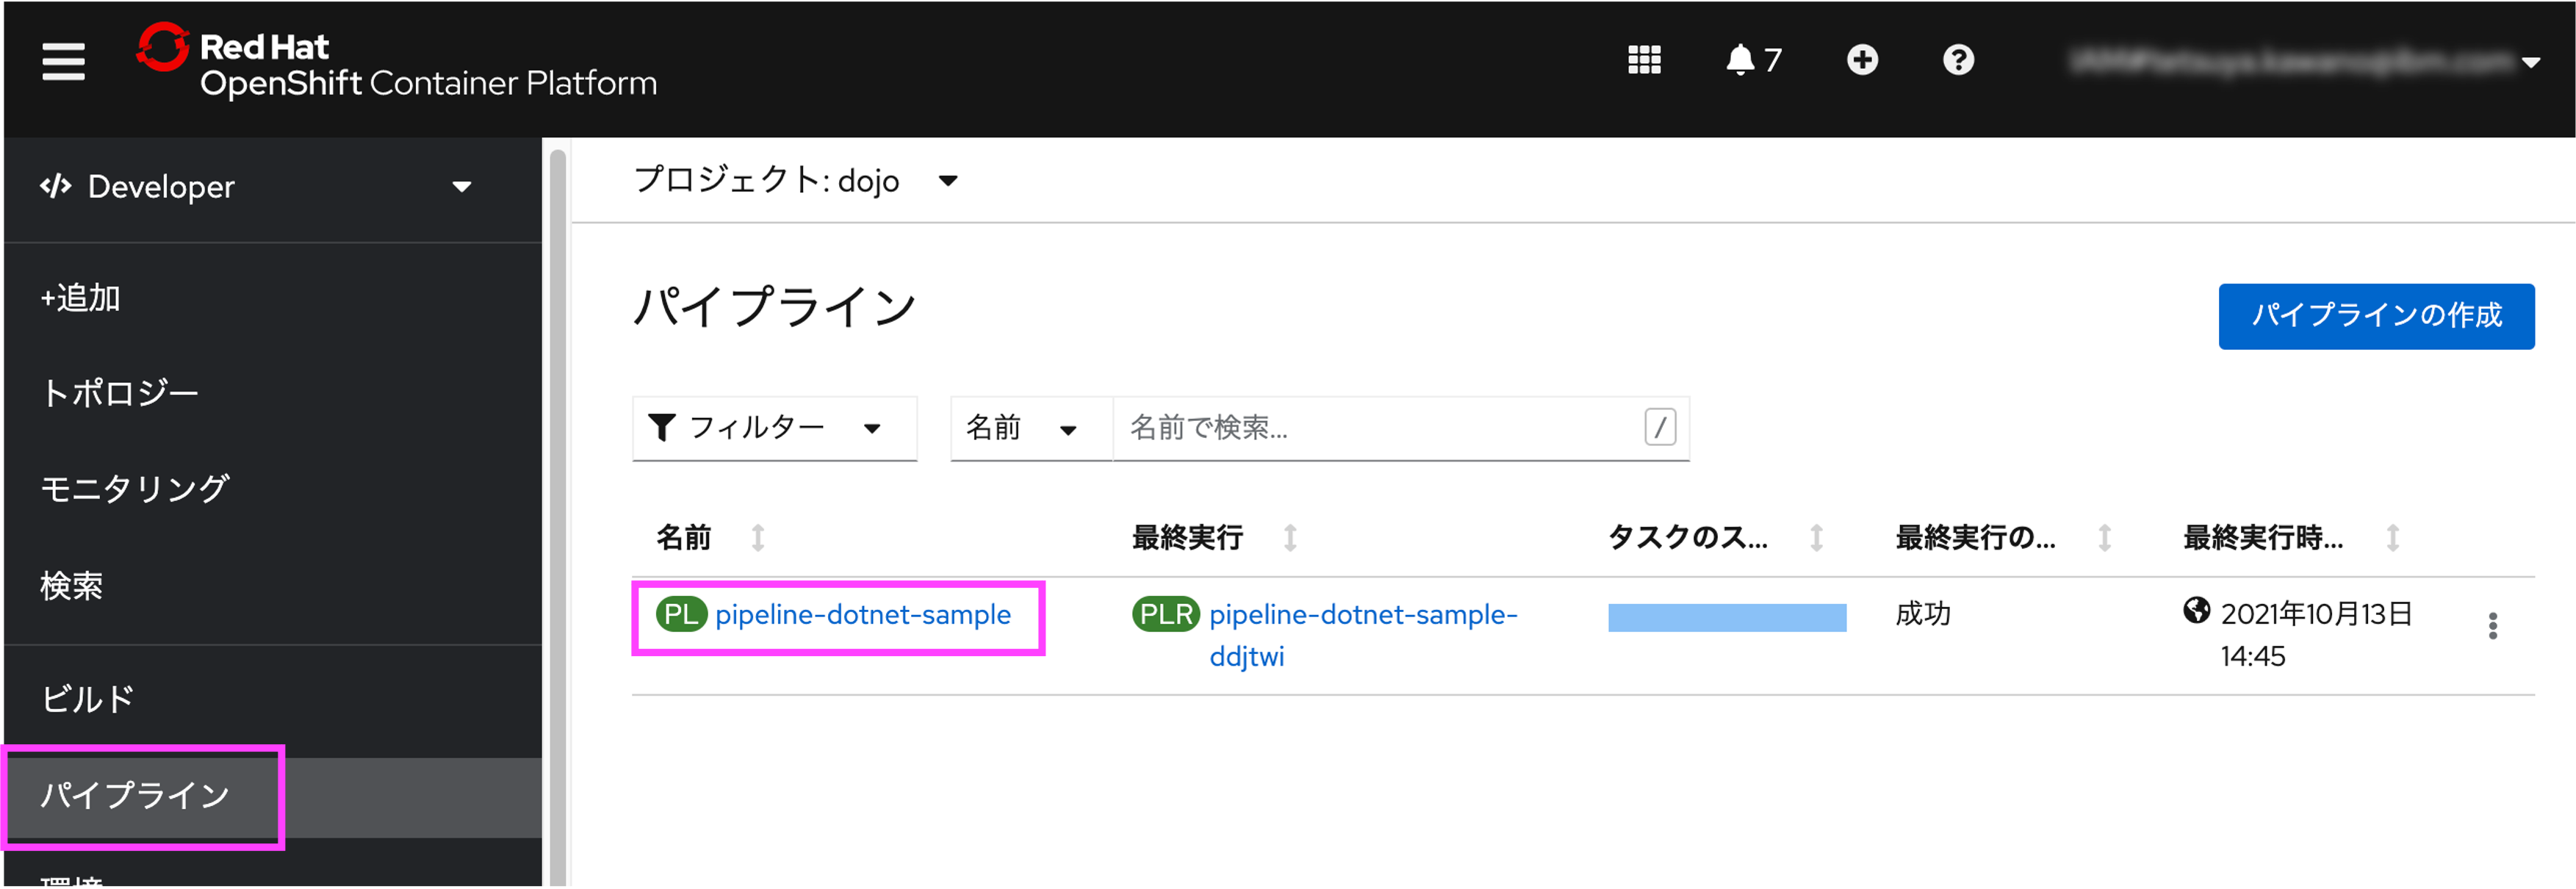 Red Hat
OpenShift Container Platform
7
Developer
プロジェクト: dojo
+追加
トポロジー
モニタリング
検索
ビルド
パイプライン
環境
パイプライン
パイプラインの作成
フィルター
名前
名前で検索...
/
名前
最終実行
タスクのス...
最終実行の...
最終実行時...
PL pipeline-dotnet-sample
PLR pipeline-dotnet-sample-
ddjtwi
成功
2021年10月13日
14:45